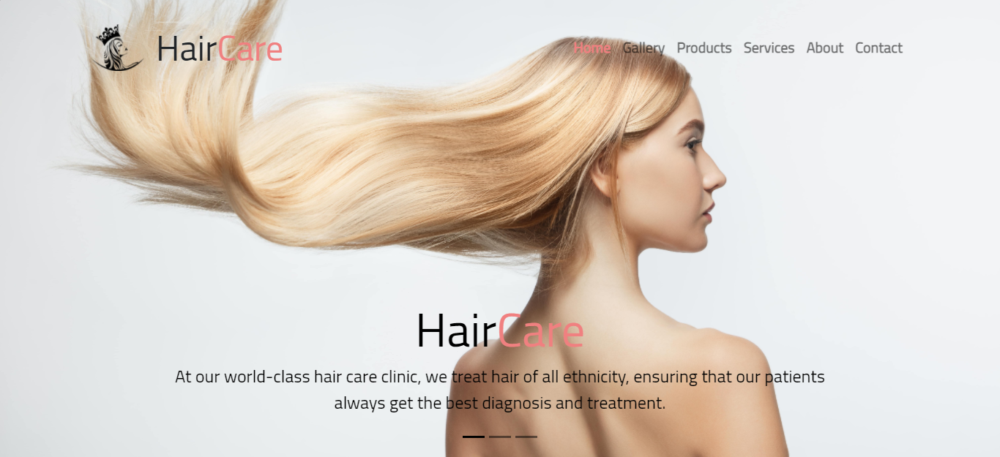 HairCare
Home Gallery Products Services About Contact
HairCare
At our world-class hair care clinic, we treat hair of all ethnicity, ensuring that our patients
always get the best diagnosis and treatment.